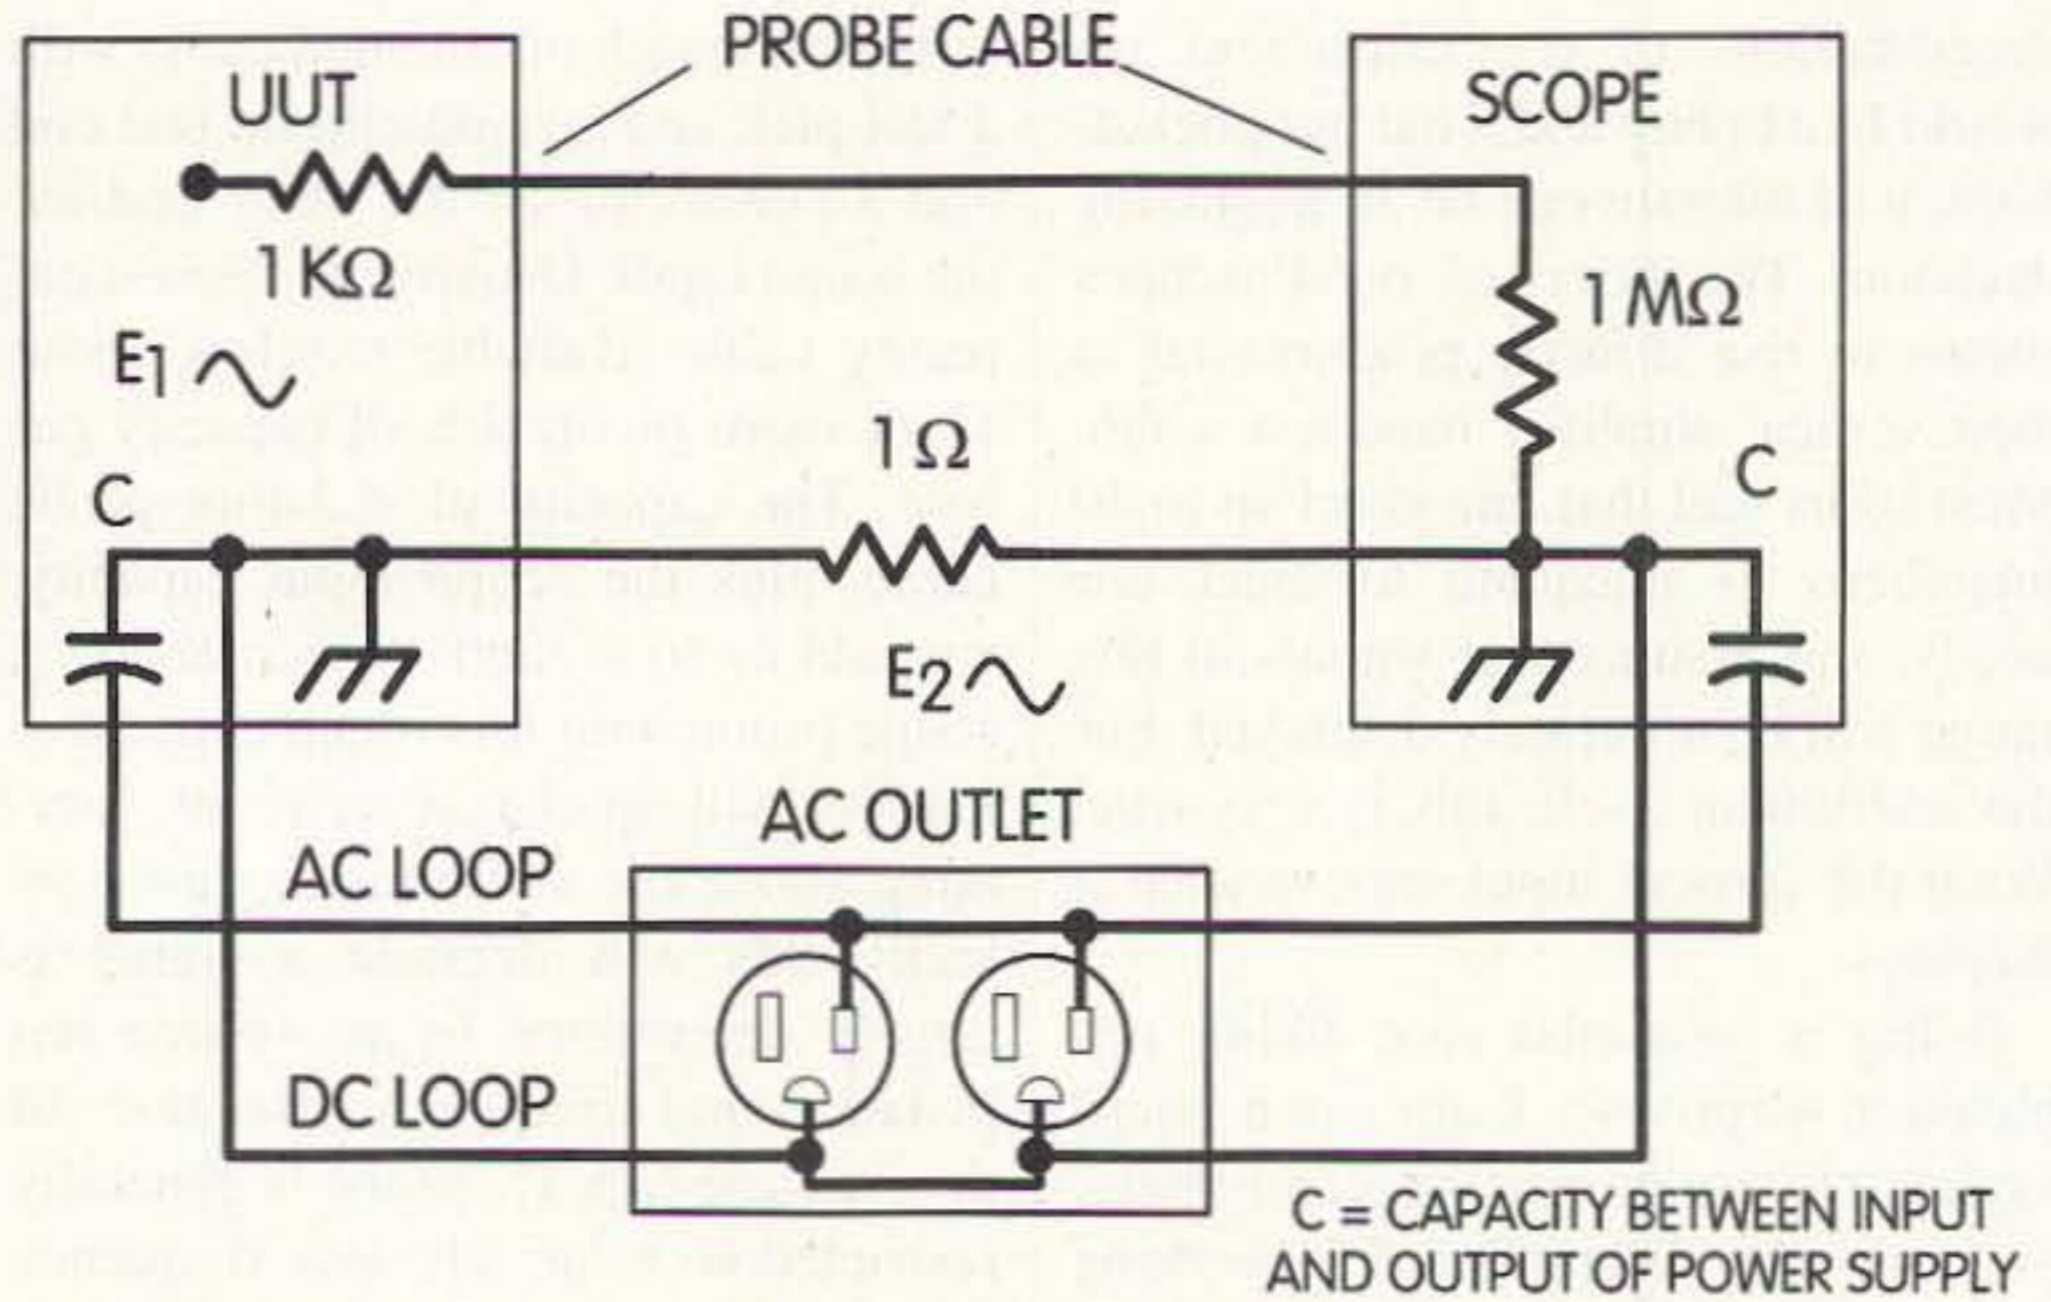 PROBE CABLE
UUT
SCOPE
1KΩ
1MΩ
E1
1Ω
C
C
E2
AC OUTLET
AC LOOP
DC LOOP
C = CAPACITY BETWEEN INPUT
AND OUTPUT OF POWER SUPPLY